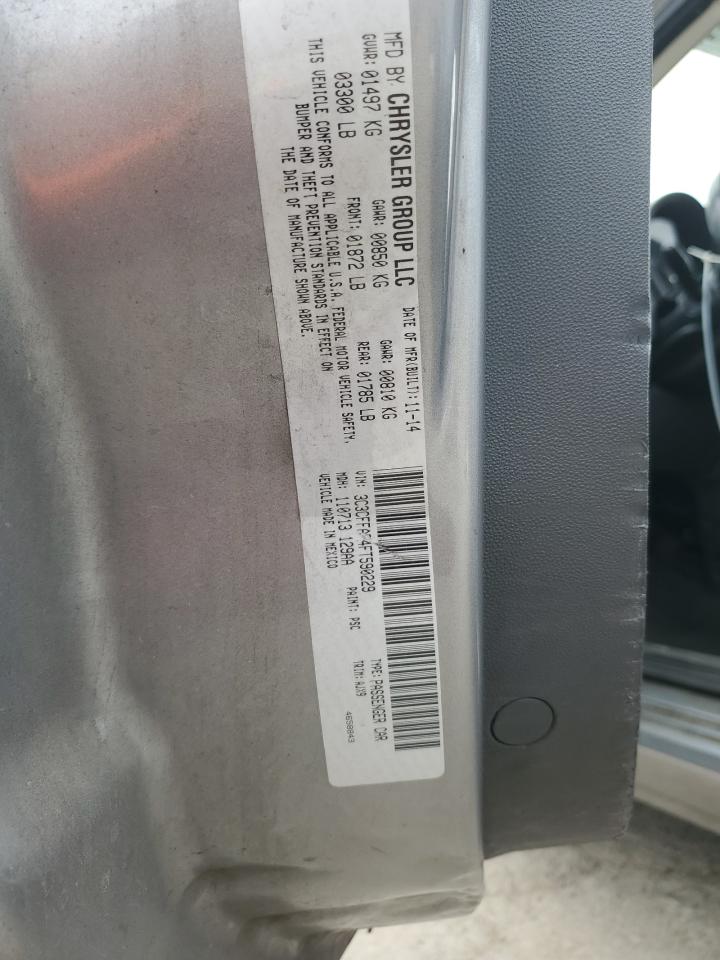 MFD BY: CHRYSLER GROUP LLC DATE OF MFR(BUILT): 11-14
GVWR: 01497 KG GAWR: 00850 KG GAWR: 00810 KG
03300 LB FRONT: 01872 LB REAR: 01785 LB
THIS VEHICLE CONFORMS TO ALL APPLICABLE U.S.A. FEDERAL MOTOR VEHICLE SAFETY,
BUMPER AND THEFT PREVENTION STANDARDS IN EFFECT ON
THE DATE OF MANUFACTURE SHOWN ABOVE.
VIN: TYPE: PASSENGER CAR
MDH: 110713 129AA PAINT: PSC TRIM: AJX9
VEHICLE MADE IN MEXICO 4658843